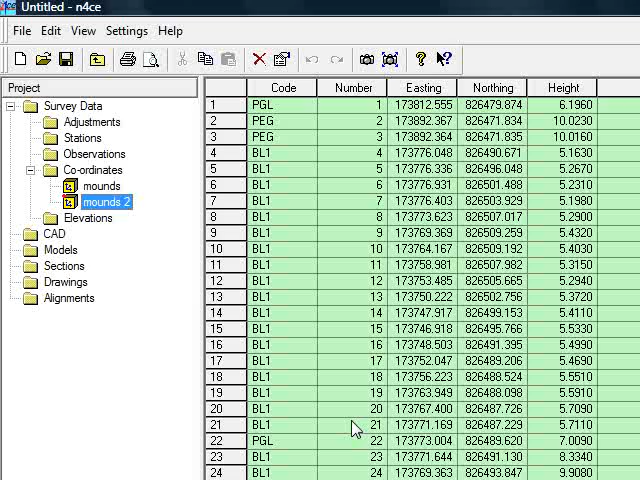 n4ce Untitled - n4ce
File Edit View Settings Help
Project
Survey Data
Adjustments
Stations
Observations
Co-ordinates
mounds
mounds 2
Elevations
CAD
Models
Sections
Drawings
Alignments
Code Number Easting Northing Height
1 PGL 1 173812.555 826479.874 6.1960
2 PEG 2 173892.367 826471.834 10.0230
3 PEG 3 173892.364 826471.835 10.0160
4 BL1 4 173776.048 826490.671 5.1630
5 BL1 5 173776.336 826496.048 5.2670
6 BL1 6 173776.931 826501.488 5.2310
7 BL1 7 173776.403 826503.929 5.1980
8 BL1 8 173773.623 826507.017 5.2900
9 BL1 9 173769.369 826509.259 5.4320
10 BL1 10 173764.167 826509.192 5.4030
11 BL1 11 173758.981 826507.982 5.3150
12 BL1 12 173753.485 826505.665 5.2940
13 BL1 13 173750.222 826502.756 5.3720
14 BL1 14 173747.917 826499.153 5.4110
15 BL1 15 173746.918 826495.766 5.5330
16 BL1 16 173748.503 826491.395 5.4990
17 BL1 17 173752.047 826489.206 5.4690
18 BL1 18 173756.223 826488.524 5.5510
19 BL1 19 173763.949 826488.098 5.5910
20 BL1 20 173767.400 826487.726 5.7090
21 BL1 21 173771.169 826487.229 5.7110
22 PGL 22 173773.004 826489.620 7.0090
23 BL1 23 173771.644 826491.130 8.3340
24 BL1 24 173769.363 826493.847 9.9080